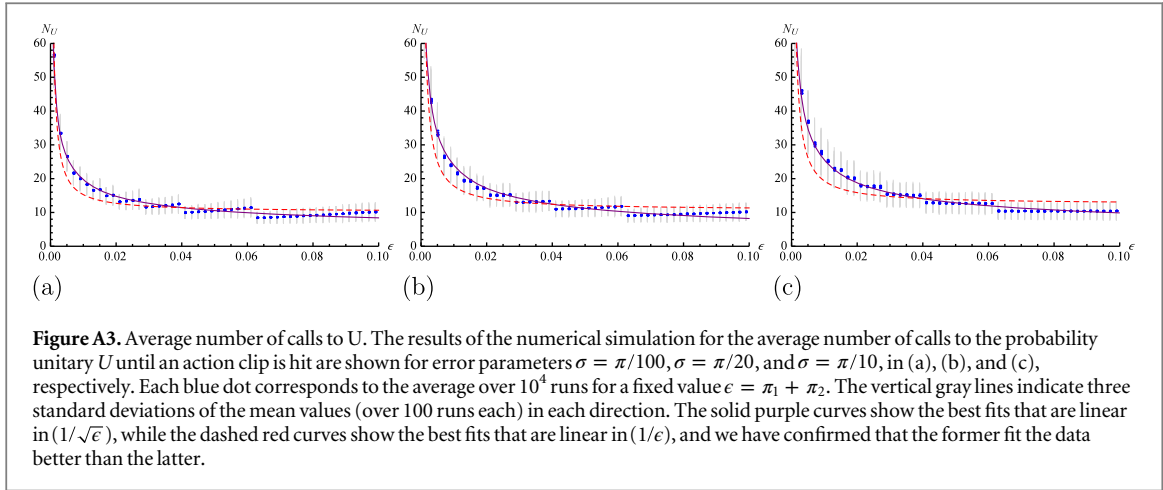 N_U N_U N_U
60 60 60
50 50 50
40 40 40
30 30 30
20 20 20
10 10 10
0 0 0
0.00 0.02 0.04 0.06 0.08 0.10 ϵ 0.00 0.02 0.04 0.06 0.08 0.10 ϵ 0.00 0.02 0.04 0.06 0.08 0.10 ϵ
(a) (b) (c)
Figure A3. Average number of calls to U. The results of the numerical simulation for the average number of calls to the probability
unitary U until an action clip is hit are shown for error parameters σ = π/100, σ = π/20, and σ = π/10, in (a), (b), and (c),
respectively. Each blue dot corresponds to the average over 10⁴ runs for a fixed value ϵ = π₁ + π₂. The vertical gray lines indicate three
standard deviations of the mean values (over 100 runs each) in each direction. The solid purple curves show the best fits that are linear
in (1/√ϵ), while the dashed red curves show the best fits that are linear in (1/ϵ), and we have confirmed that the former fit the data
better than the latter.